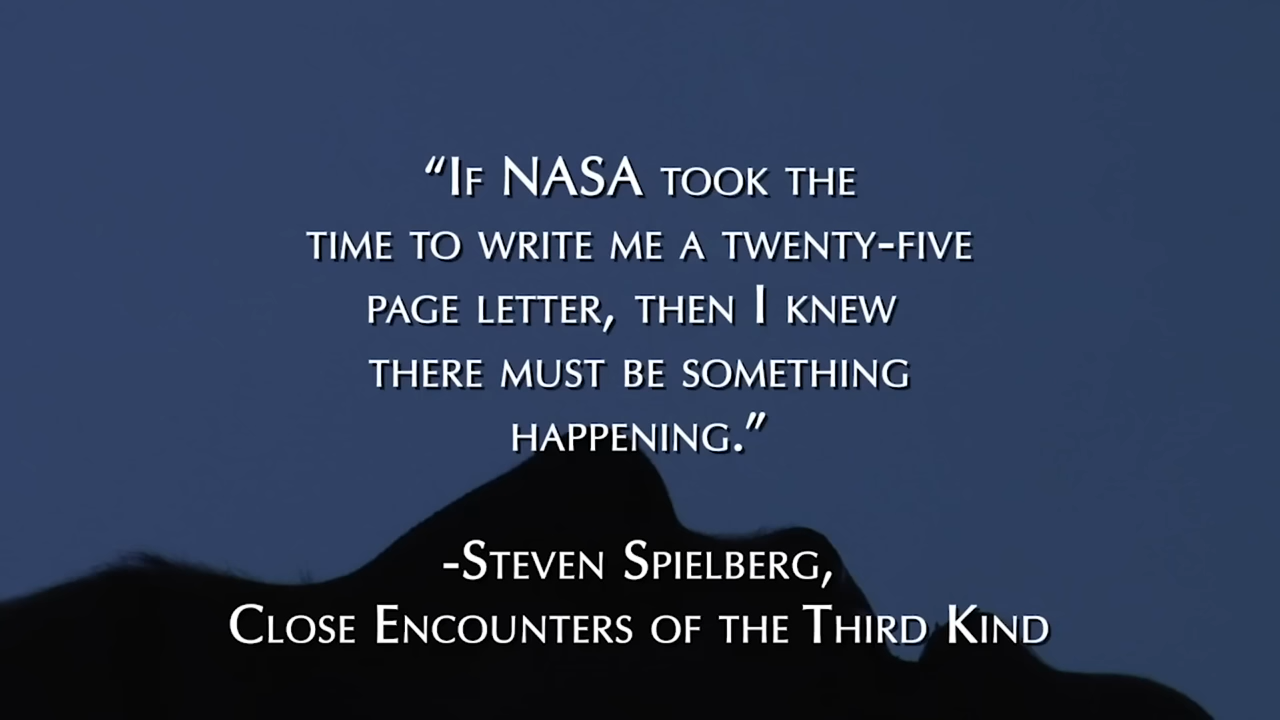 “If NASA took the
time to write me a twenty-five
page letter, then I knew
there must be something
happening.”
-Steven Spielberg,
Close Encounters of the Third Kind